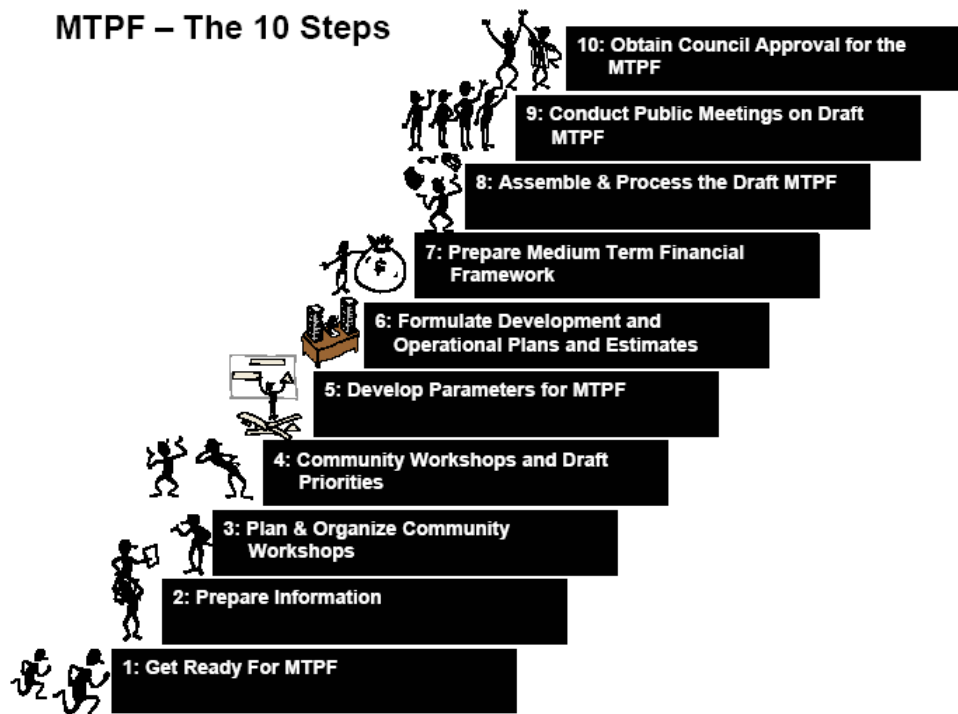 MTPF – The 10 Steps
10: Obtain Council Approval for the
MTPF
9: Conduct Public Meetings on Draft
MTPF
8: Assemble & Process the Draft MTPF
7: Prepare Medium Term Financial
Framework
$
6: Formulate Development and
Operational Plans and Estimates
5: Develop Parameters for MTPF
4: Community Workshops and Draft
Priorities
3: Plan & Organize Community
Workshops
2: Prepare Information
1: Get Ready For MTPF